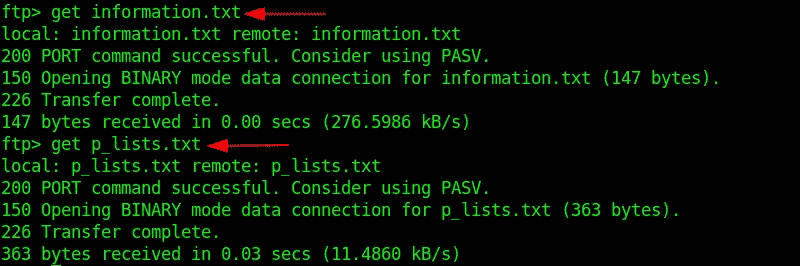 ftp> get information.txt
local: information.txt remote: information.txt
200 PORT command successful. Consider using PASV.
150 Opening BINARY mode data connection for information.txt (147 bytes).
226 Transfer complete.
147 bytes received in 0.00 secs (276.5986 kB/s)
ftp> get p_lists.txt
local: p_lists.txt remote: p_lists.txt
200 PORT command successful. Consider using PASV.
150 Opening BINARY mode data connection for p_lists.txt (363 bytes).
226 Transfer complete.
363 bytes received in 0.03 secs (11.4860 kB/s)